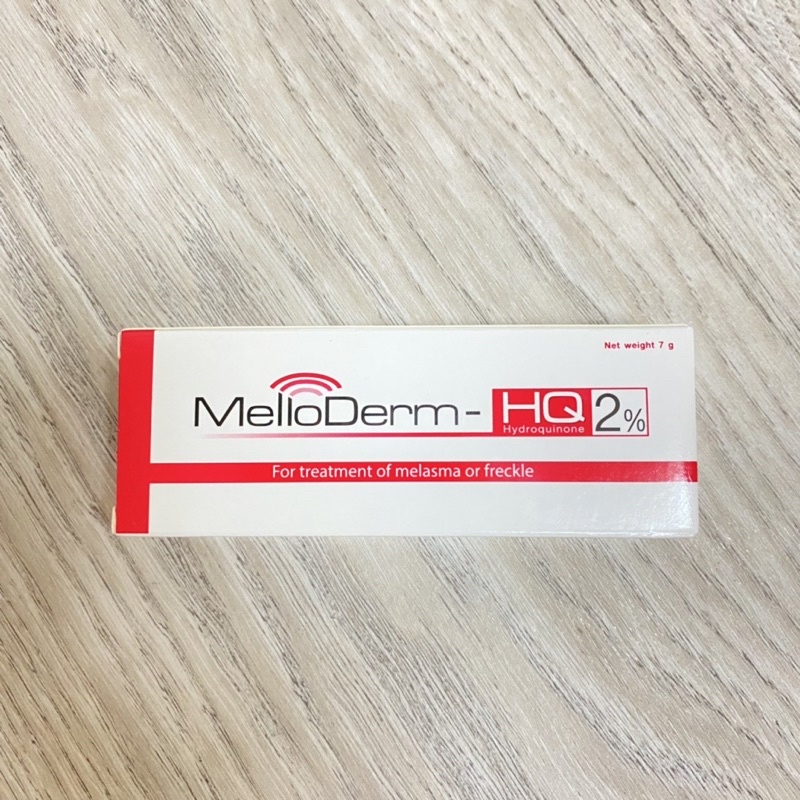 Net weight 7 g
MelloDerm-HQ 2%
Hydroquinone
For treatment of melasma or freckle